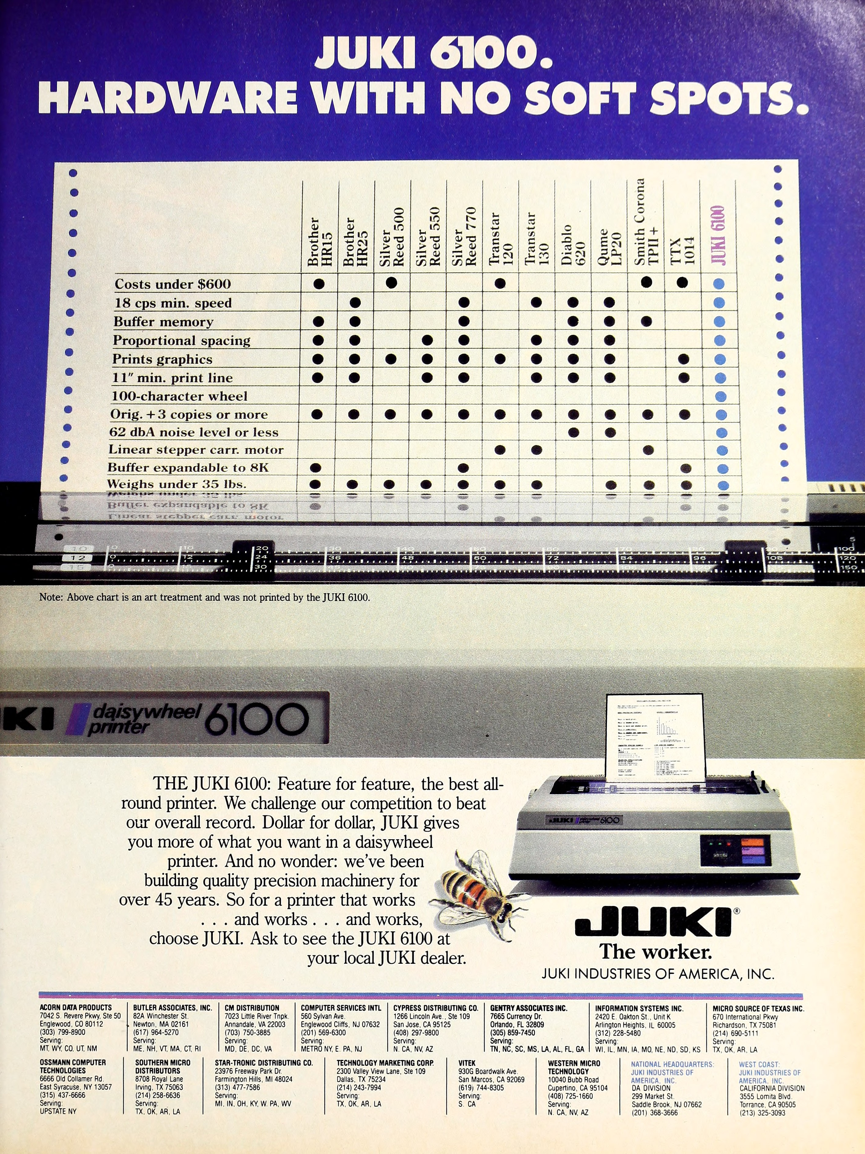 JUKI 6100.
HARDWARE WITH NO SOFT SPOTS.
Brother HR15
Brother HR25
Silver Reed 500
Silver Reed 550
Silver Reed 770
Transtar 120
Transtar 130
Diablo 620
Qume LP20
Smith Corona TPII +
TTX 1014
JUKI 6100
Costs under $600
18 cps min. speed
Buffer memory
Proportional spacing
Prints graphics
11" min. print line
100-character wheel
Orig. + 3 copies or more
62 dbA noise level or less
Linear stepper carr. motor
Buffer expandable to 8K
Weighs under 35 lbs.
Note: Above chart is an art treatment and was not printed by the JUKI 6100.
KI daisywheel printer 6100
THE JUKI 6100: Feature for feature, the best all-
round printer. We challenge our competition to beat
our overall record. Dollar for dollar, JUKI gives
you more of what you want in a daisywheel
printer. And no wonder: we've been
building quality precision machinery for
over 45 years. So for a printer that works
. . . and works . . . and works,
choose JUKI. Ask to see the JUKI 6100 at
your local JUKI dealer.
JUKI 6100
JUKI®
The worker.
JUKI INDUSTRIES OF AMERICA, INC.
ACORN DATA PRODUCTS
7042 S. Revere Pkwy, Ste 50
Englewood, CO 80112
(303) 799-8900
Serving:
MT, WY, CO, UT, NM
BUTLER ASSOCIATES, INC.
82A Winchester St.
Newton, MA 02161
(617) 964-5270
Serving:
ME, NH, VT, MA, CT, RI
CM DISTRIBUTION
7023 Little River Tnpk.
Annandale, VA 22003
(703) 750-3885
Serving:
MD, DE, DC, VA
COMPUTER SERVICES INTL
560 Sylvan Ave.
Englewood Cliffs, NJ 07632
(201) 569-6300
Serving:
METRO NY, E. PA, NJ
CYPRESS DISTRIBUTING CO.
1266 Lincoln Ave., Ste 109
San Jose, CA 95125
(408) 297-9800
Serving:
N. CA, NV, AZ
GENTRY ASSOCIATES INC.
7665 Currency Dr.
Orlando, FL 32809
(305) 859-7450
Serving:
TN, NC, SC, MS, LA, AL, FL, GA
INFORMATION SYSTEMS INC.
2420 E. Oakton St., Unit K
Arlington Heights, IL 60005
(312) 228-5480
Serving:
WI, IL, MN, IA, MO, NE, ND, SD, KS
MICRO SOURCE OF TEXAS INC.
670 International Pkwy
Richardson, TX 75081
(214) 690-5111
Serving:
TX, OK, AR, LA
OSSMANN COMPUTER
TECHNOLOGIES
6666 Old Collamer Rd.
East Syracuse, NY 13057
(315) 437-6666
Serving:
UPSTATE NY
SOUTHERN MICRO
DISTRIBUTORS
8708 Royal Lane
Irving, TX 75063
(214) 258-6636
Serving:
TX, OK, AR, LA
STAR-TRONIC DISTRIBUTING CO.
23976 Freeway Park Dr.
Farmington Hills, MI 48024
(313) 477-7586
Serving:
MI, IN, OH, KY, W. PA, WV
TECHNOLOGY MARKETING CORP.
2300 Valley View Lane, Ste 109
Dallas, TX 75234
(214) 243-7994
Serving:
TX, OK, AR, LA
VITEK
930G Boardwalk Ave.
San Marcos, CA 92069
(619) 744-8305
Serving:
S. CA
WESTERN MICRO
TECHNOLOGY
10040 Bubb Road
Cupertino, CA 95104
(408) 725-1660
Serving:
N. CA, NV, AZ
NATIONAL HEADQUARTERS:
JUKI INDUSTRIES OF
AMERICA, INC.
DA DIVISION
299 Market St.
Saddle Brook, NJ 07662
(201) 368-3666
WEST COAST:
JUKI INDUSTRIES OF
AMERICA, INC.
CALIFORNIA DIVISION
3555 Lomita Blvd.
Torrance, CA 90505
(213) 325-3093